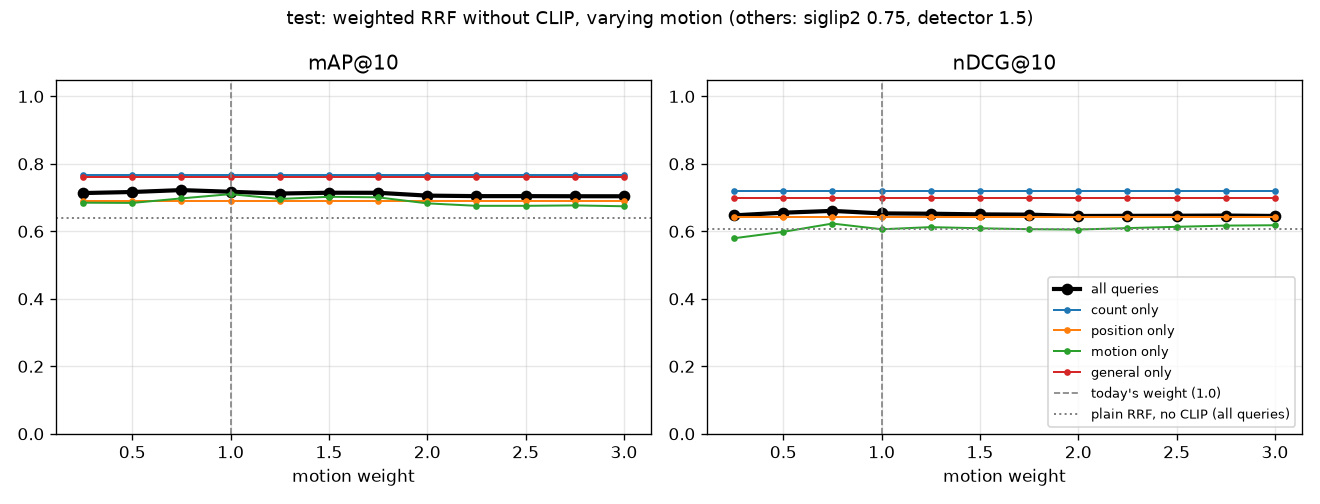 test: weighted RRF without CLIP, varying motion (others: siglip2 0.75, detector 1.5)
mAP@10
1.0
0.8
0.6
0.4
0.2
0.0
0.5 1.0 1.5 2.0 2.5 3.0
motion weight
nDCG@10
1.0
0.8
0.6
0.4
0.2
0.0
all queries
count only
position only
motion only
general only
today's weight (1.0)
plain RRF, no CLIP (all queries)
0.5 1.0 1.5 2.0 2.5 3.0
motion weight